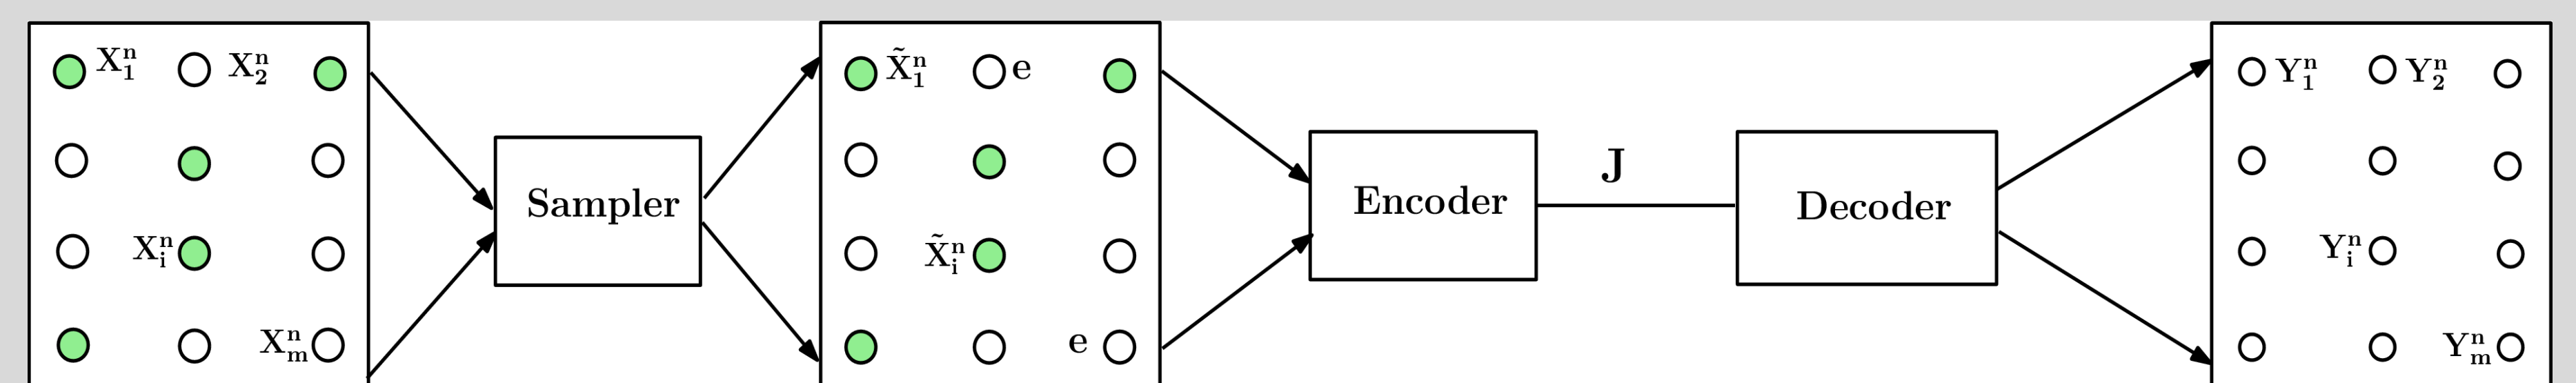 X₁ⁿ X₂ⁿ
Xᵢⁿ
Xₘⁿ
Sampler
X̃₁ⁿ e
X̃ᵢⁿ
e
Encoder
J
Decoder
Y₁ⁿ Y₂ⁿ
Yᵢⁿ
Yₘⁿ